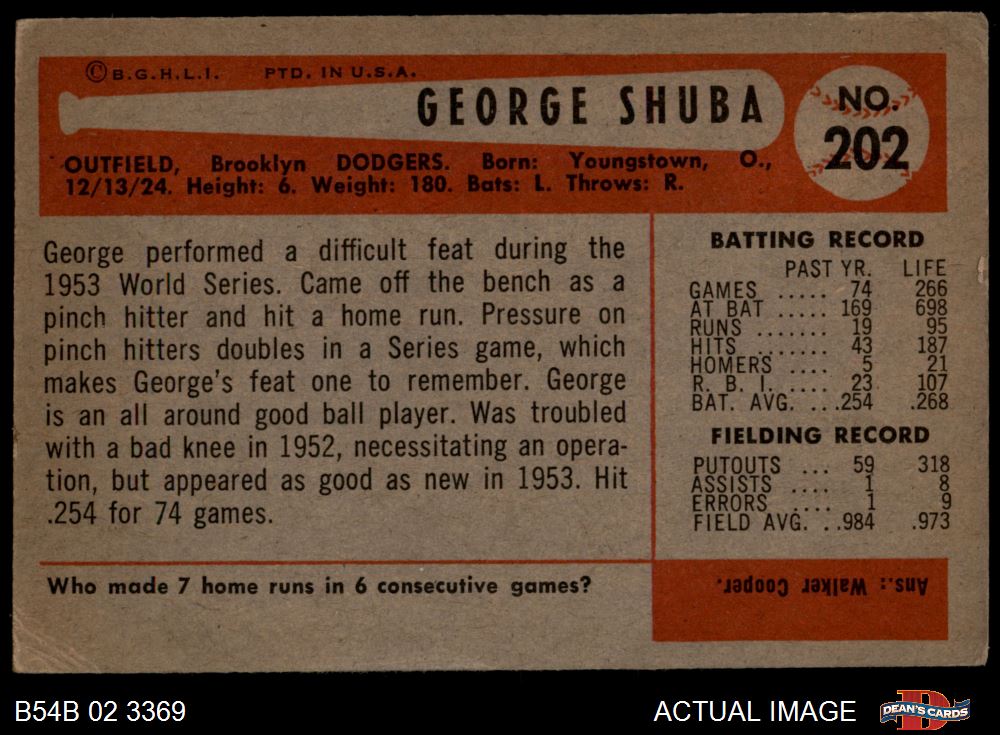 © B.G.H.L.I. PTD. IN U.S.A.
GEORGE SHUBA
NO.
202
OUTFIELD, Brooklyn DODGERS. Born: Youngstown, O.,
12/13/24. Height: 6. Weight: 180. Bats: L. Throws: R.
George performed a difficult feat during the
1953 World Series. Came off the bench as a
pinch hitter and hit a home run. Pressure on
pinch hitters doubles in a Series game, which
makes George's feat one to remember. George
is an all around good ball player. Was troubled
with a bad knee in 1952, necessitating an opera-
tion, but appeared as good as new in 1953. Hit
.254 for 74 games.
BATTING RECORD
PAST YR. LIFE
GAMES ..... 74 266
AT BAT ..... 169 698
RUNS ....... 19 95
HITS ....... 43 187
HOMERS .... 5 21
R. B. I. .... 23 107
BAT. AVG. ...254 .268
FIELDING RECORD
PUTOUTS ... 59 318
ASSISTS .... 1 8
ERRORS .... 1 9
FIELD AVG. ..984 .973
Who made 7 home runs in 6 consecutive games?
Ans.: Walker Cooper.
B54B 02 3369
ACTUAL IMAGE
D
DEAN'S CARDS